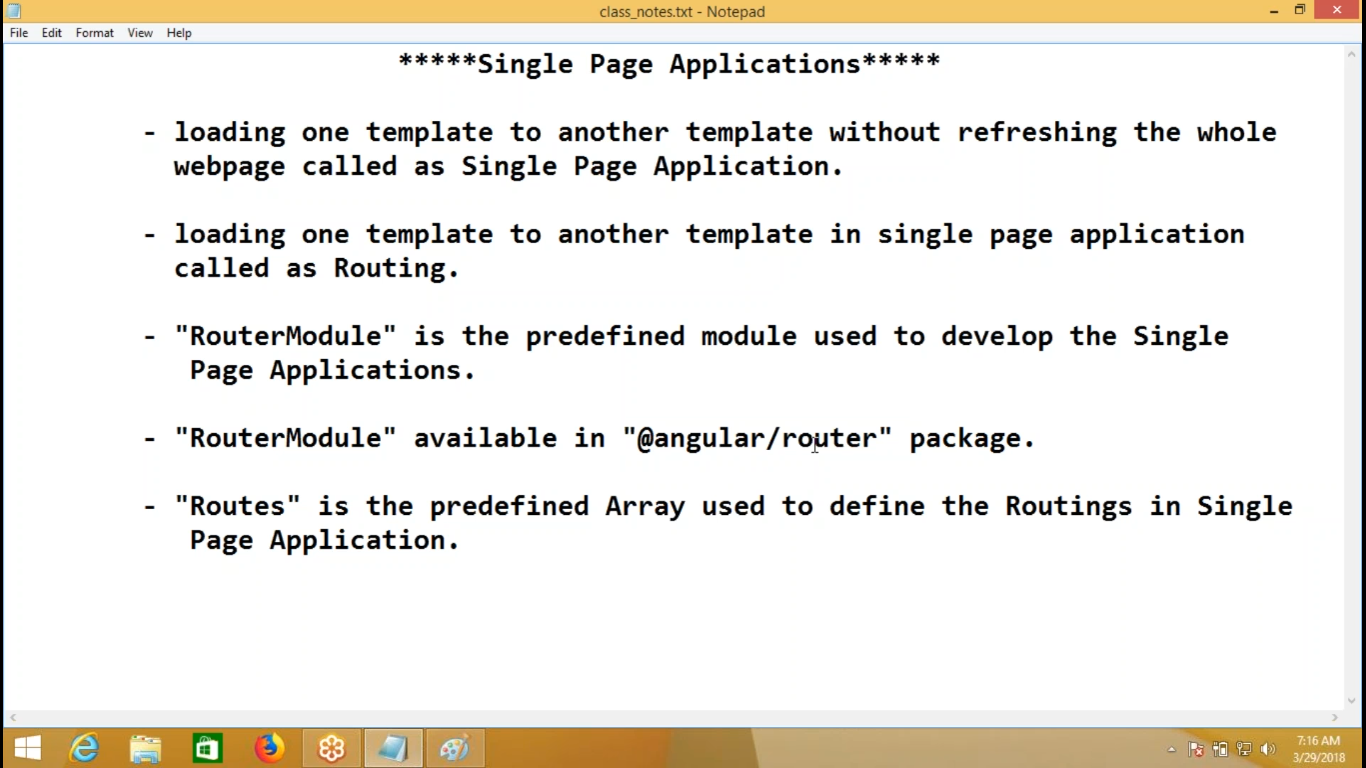 class_notes.txt - Notepad
File Edit Format View Help
*****Single Page Applications*****
- loading one template to another template without refreshing the whole
webpage called as Single Page Application.
- loading one template to another template in single page application
called as Routing.
- "RouterModule" is the predefined module used to develop the Single
Page Applications.
- "RouterModule" available in "@angular/router" package.
- "Routes" is the predefined Array used to define the Routings in Single
Page Application.
7:16 AM
3/29/2018